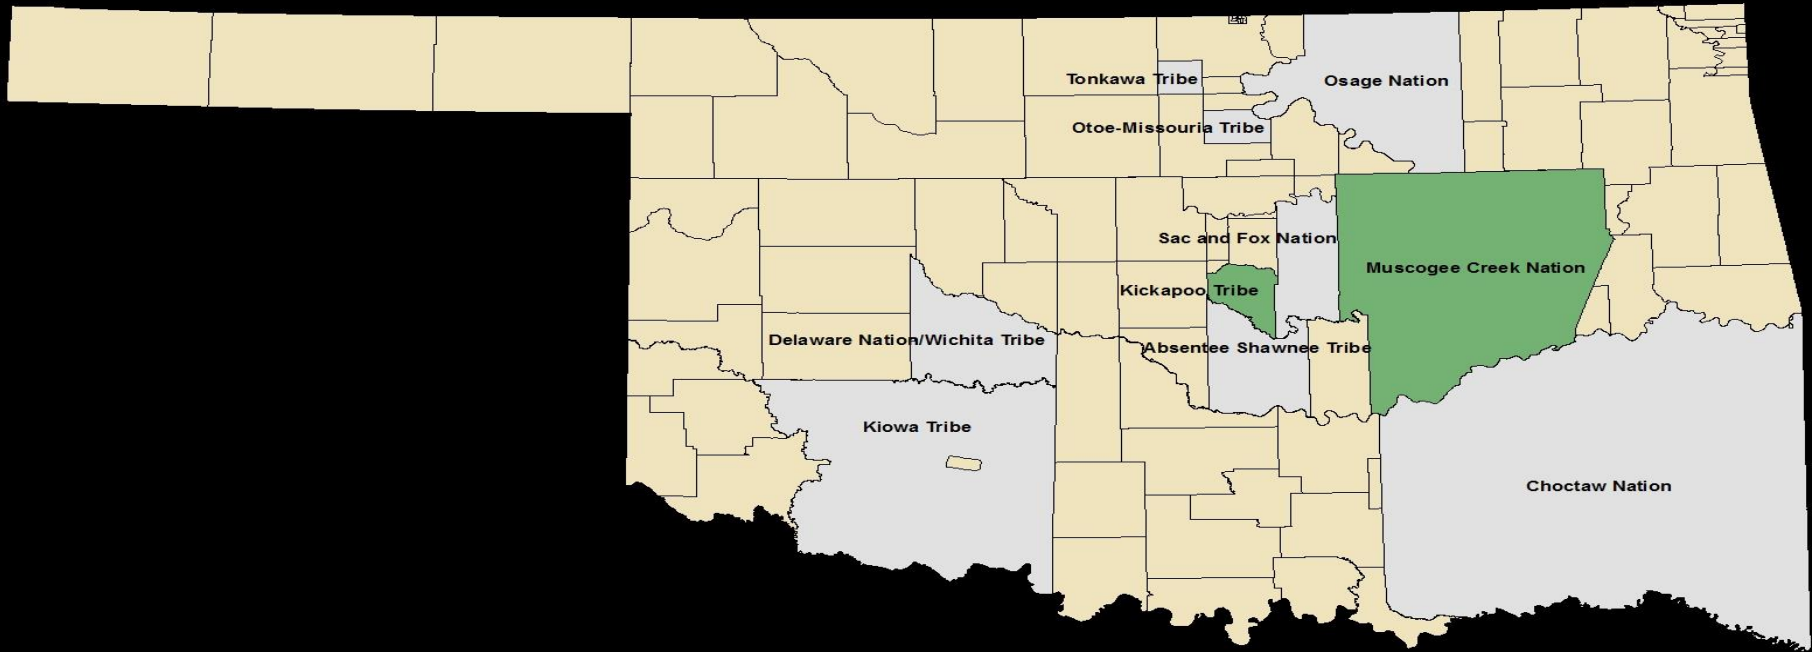 Tonkawa Tribe
Osage Nation
Otoe-Missouria Tribe
Sac and Fox Nation
Muscogee Creek Nation
Kickapoo Tribe
Delaware Nation/Wichita Tribe
Absentee Shawnee Tribe
Kiowa Tribe
Choctaw Nation